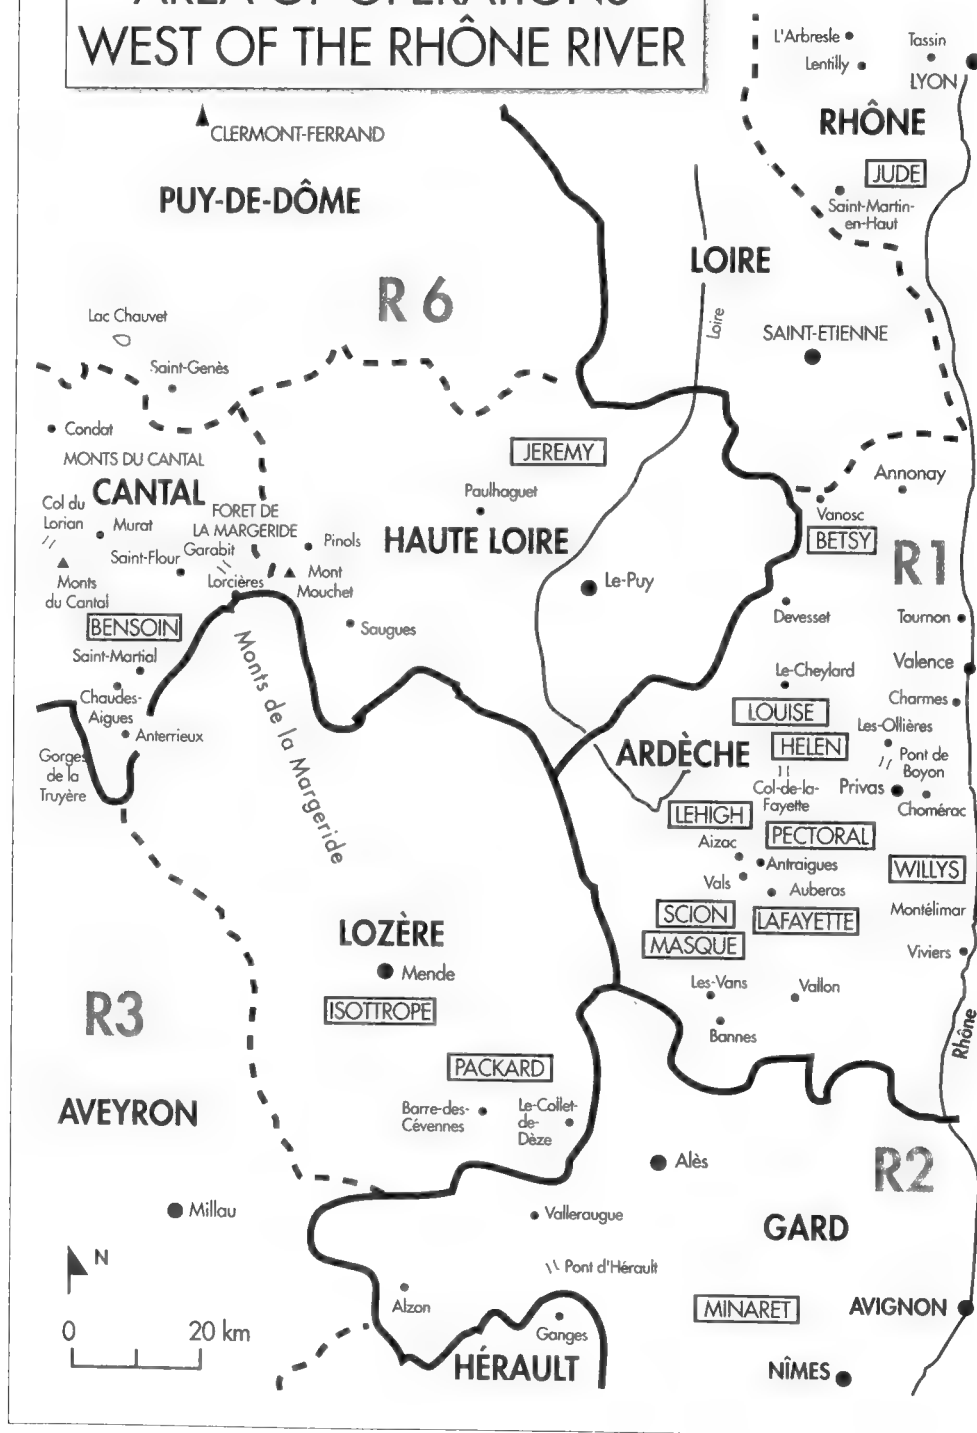 AREA OF OPERATIONS
WEST OF THE RHÔNE RIVER
L'Arbresle
Tassin
Lentilly
LYON
RHÔNE
CLERMONT-FERRAND
JUDE
PUY-DE-DÔME
Saint-Martin-
en-Haut
LOIRE
R 6
Lac Chauvet
Loire
SAINT-ETIENNE
Saint-Genès
Condat
JEREMY
MONTS DU CANTAL
Annonay
CANTAL
Paulhaguet
Col du
Lorian
Murat
FORET DE
LA MARGERIDE
Vanosc
BETSY
HAUTE LOIRE
Pinols
R1
Saint-Flour
Garabit
Monts
du Cantal
Lorcières
Mont
Mouchet
Le-Puy
BENSOIN
Saugues
Devesset
Tournon
Saint-Martial
Monts de la Margeride
Le-Cheylard
Valence
Chaudes-
Aigues
Charmes
LOUISE
Anterrieux
Les-Ollières
HELEN
ARDÈCHE
Gorges
de la
Truyère
Pont de
Boyon
Col-de-la-
Fayette
Privas
Chomérac
LEHIGH
PECTORAL
Aizac
Antraigues
WILLYS
Vals
Auberas
SCION
LAFAYETTE
Montélimar
LOZÈRE
MASQUE
Viviers
Mende
Les-Vans
Vallon
R3
ISOTTROPE
Bannes
Rhône
PACKARD
AVEYRON
Barre-des-
Cévennes
Le-Collet-
de-
Dèze
Alès
R2
Millau
Valleraugue
GARD
N
Pont d'Hérault
Alzon
MINARET
AVIGNON
0
20 km
Ganges
HÉRAULT
NÎMES